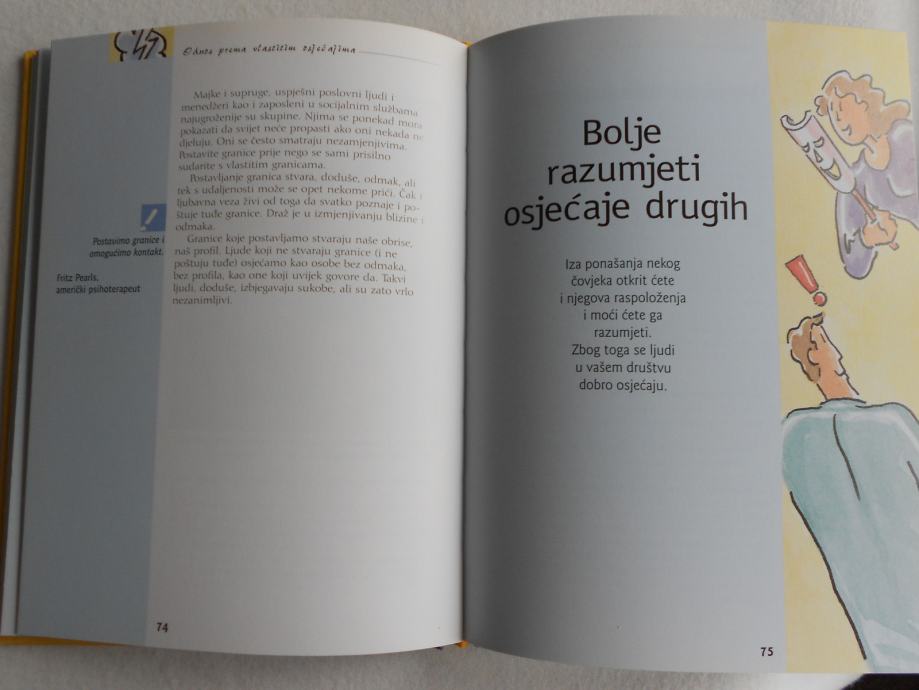 Odnos prema vlastitim osjećajima
Majke i supruge, uspješni poslovni ljudi i
menedžeri kao i zaposleni u socijalnim službama
najugroženije su skupine. Njima se ponekad mora
pokazati da svijet neće propasti ako oni nekada ne
djeluju. Oni se često smatraju nezamjenjivima.
Postavite granice prije nego se sami prisilno
sudarite s vlastitim granicama.
Postavljanje granica stvara, doduše, odmak, ali
tek s udaljenosti može se opet nekome prići. Čak i
ljubavna veza živi od toga da svatko poznaje i po-
štuje tuđe granice. Draž je u izmjenjivanju blizine i
odmaka.
Granice koje postavljamo stvaraju naše obrise,
naš profil. Ljude koji ne stvaraju granice (i ne
poštuju tuđe) osjećamo kao osobe bez odmaka,
bez profila, kao one koji uvijek govore da. Takvi
ljudi, doduše, izbjegavaju sukobe, ali su zato vrlo
nezanimljivi.
Postavimo granice i
omogućimo kontakt.
Fritz Pearls,
američki psihoterapeut
74
Bolje
razumjeti
osjećaje drugih
Iza ponašanja nekog
čovjeka otkrit ćete
i njegova raspoloženja
i moći ćete ga
razumjeti.
Zbog toga se ljudi
u vašem društvu
dobro osjećaju.
75